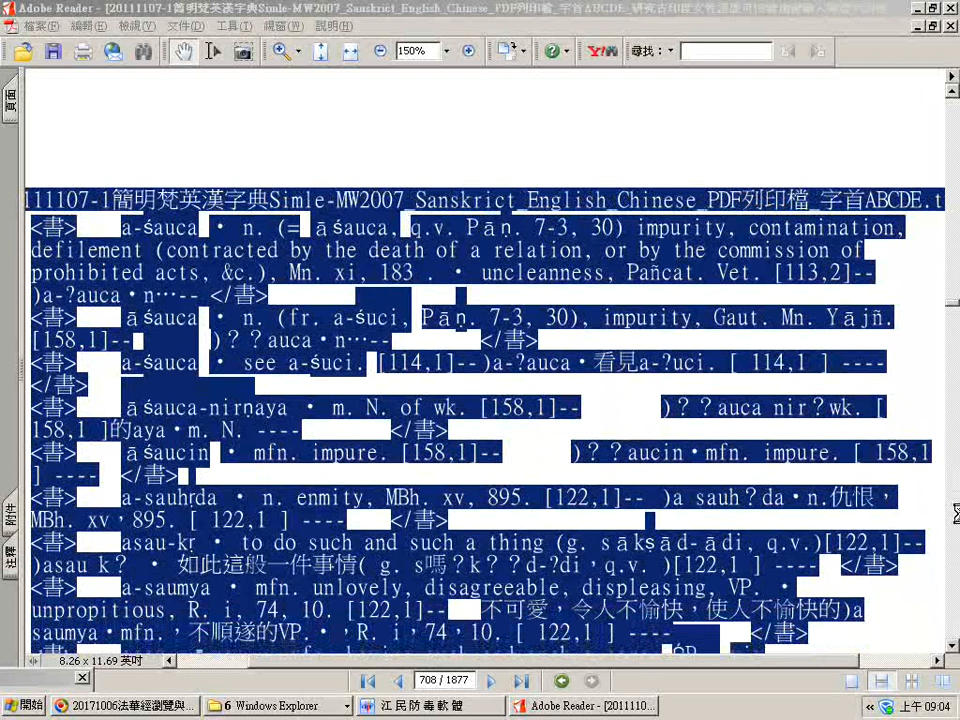 Adobe Reader - [20111107-1簡明梵英漢字典Simle-MW2007_Sanskrict_English_Chinese_PDF列印檔_字首ABCDE_
檔案(F) 編輯(E) 檢視(V) 文件(D) 工具(T) 視窗(W) 說明(H)
150% Y! 尋找:
頁面
附件
注釋
111107-1簡明梵英漢字典Simle-MW2007_Sanskrict_English_Chinese_PDF列印檔_字首ABCDE.t
<書> a-śauca • n. (= āśauca, q.v. Pāṇ. 7-3, 30) impurity, contamination,
defilement (contracted by the death of a relation, or by the commission of
prohibited acts, &c.), Mn. xi, 183 . • uncleanness, Pañcat. Vet. [113,2]--
)a-?auca•n…-- </書>
<書> āśauca • n. (fr. a-śuci, Pāṇ. 7-3, 30), impurity, Gaut. Mn. Yājñ.
[158,1]-- )??auca•n…-- </書>
<書> a-śauca • see a-śuci. [114,1]--)a-?auca•看見a-?uci. [ 114,1 ] ----
</書>
<書> āśauca-nirṇaya • m. N. of wk. [158,1]-- )??auca nir?wk. [
158,1 ]的aya•m. N. ---- </書>
<書> āśaucin • mfn. impure. [158,1]-- )??aucin•mfn. impure. [ 158,1
] ---- </書>
<書> a-sauhṛda • n. enmity, MBh. xv, 895. [122,1]-- )a sauh?da•n.仇恨，
MBh. xv，895. [ 122,1 ] ---- </書>
<書> asau-kṛ • to do such and such a thing (g. sākṣād-ādi, q.v.)[122,1]--
)asau k? • 如此這般一件事情( g. s嗎?k??d-?di，q.v. )[122,1 ] ---- </書>
<書> a-saumya • mfn. unlovely, disagreeable, displeasing, VP. •
unpropitious, R. i, 74, 10. [122,1]-- 不可愛，令人不愉快，使人不愉快的)a
saumya•mfn.，不順遂的VP.•，R. i，74，10. [ 122,1 ] ---- </書>
8.26 x 11.69 英吋
708 / 1877
開始 20171006法華經瀏覽與... 6 Windows Explorer 江民防毒軟體 Adobe Reader - [2011110... 上午 09:04